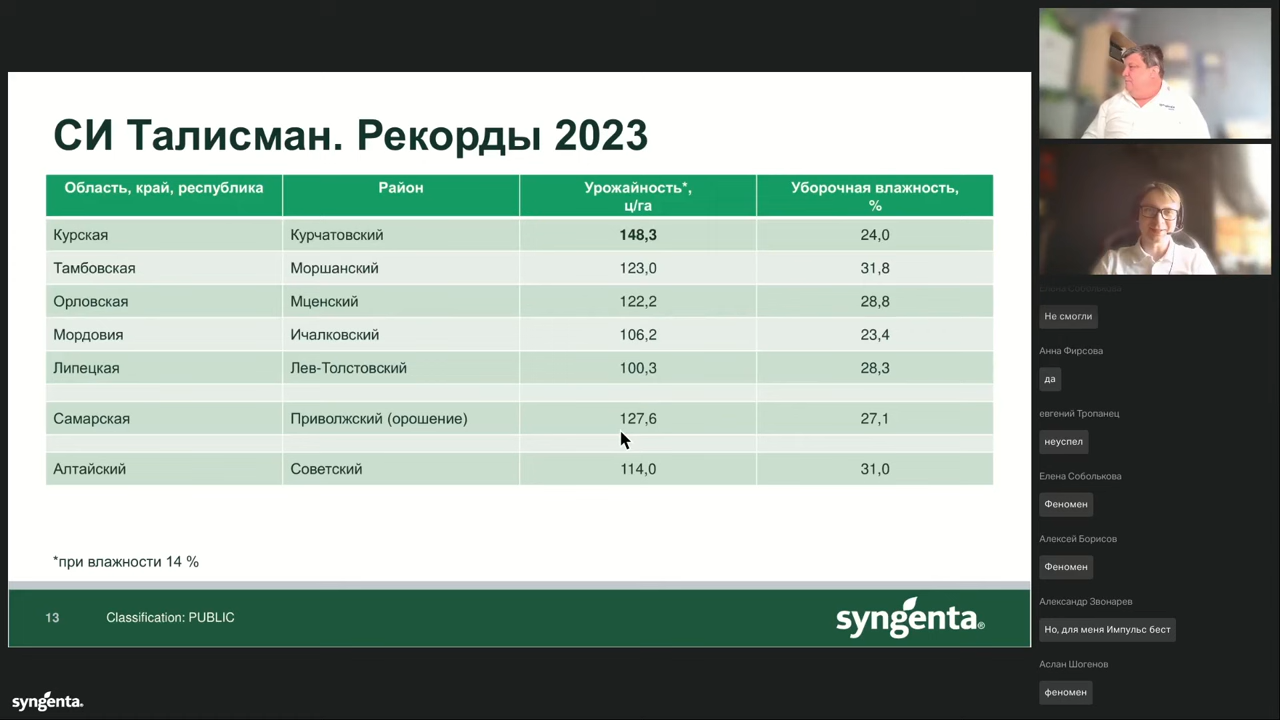 СИ Талисман. Рекорды 2023
Область, край, республика Район Урожайность*, ц/га Уборочная влажность, %
Курская Курчатовский 148,3 24,0
Тамбовская Моршанский 123,0 31,8
Орловская Мценский 122,2 28,8
Мордовия Ичалковский 106,2 23,4
Липецкая Лев-Толстовский 100,3 28,3
Самарская Приволжский (орошение) 127,6 27,1
Алтайский Советский 114,0 31,0
*при влажности 14 %
13 Classification: PUBLIC
syngenta®
syngenta.
Не смогли
Анна Фирсова
да
евгений Тропанец
неуспел
Елена Соболькова
Феномен
Алексей Борисов
Феномен
Александр Звонарев
Но, для меня Импульс бест
Аслан Шогенов
феномен